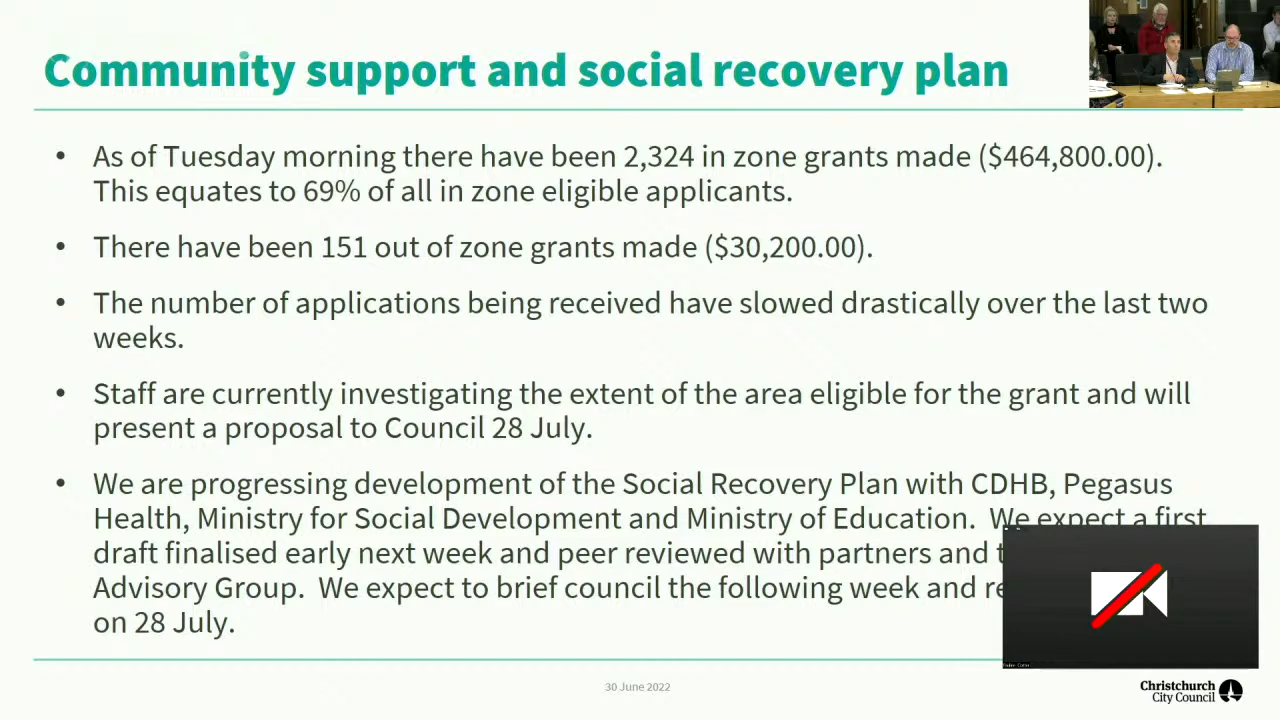 Community support and social recovery plan
• As of Tuesday morning there have been 2,324 in zone grants made ($464,800.00).
This equates to 69% of all in zone eligible applicants.
• There have been 151 out of zone grants made ($30,200.00).
• The number of applications being received have slowed drastically over the last two
weeks.
• Staff are currently investigating the extent of the area eligible for the grant and will
present a proposal to Council 28 July.
• We are progressing development of the Social Recovery Plan with CDHB, Pegasus
Health, Ministry for Social Development and Ministry of Education. We expect a first
draft finalised early next week and peer reviewed with partners and
Advisory Group. We expect to brief council the following week and
on 28 July.
30 June 2022
Christchurch
City Council